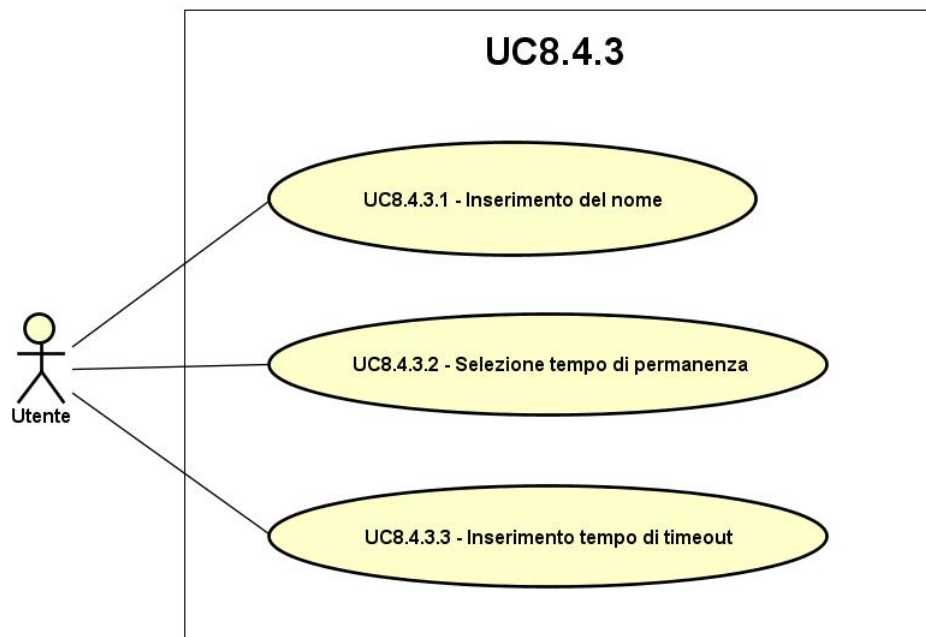 UC8.4.3
UC8.4.3.1 - Inserimento del nome
UC8.4.3.2 - Selezione tempo di permanenza
Utente
UC8.4.3.3 - Inserimento tempo di timeout